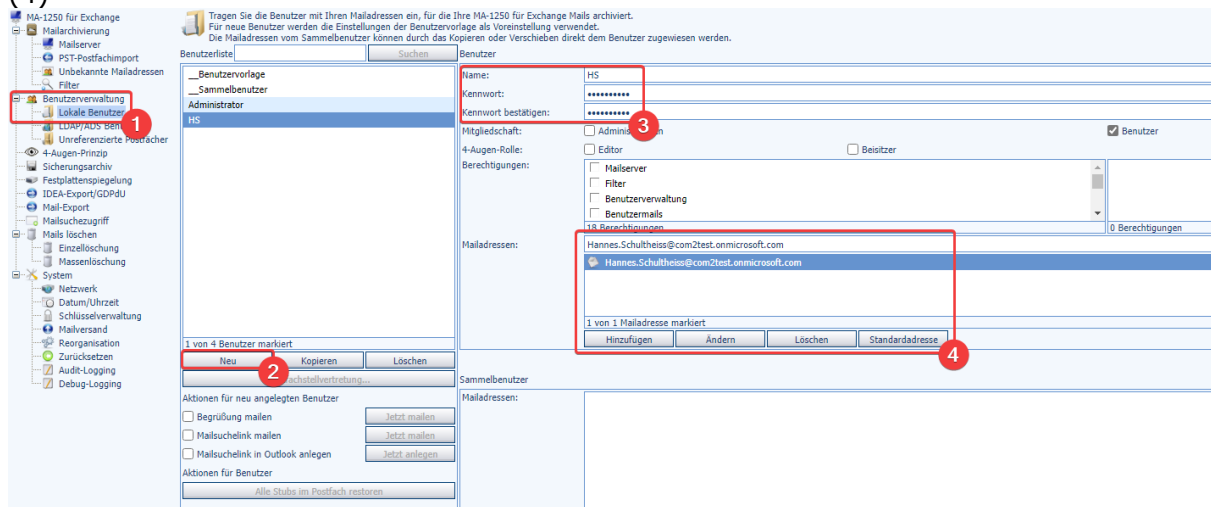 MA-1250 für Exchange
Mailarchivierung
Mailserver
PST-Postfachimport
Unbekannte Mailadressen
Filter
Benutzerverwaltung
Lokale Benutzer
1
LDAP/ADS
Unreferenzierte Postfächer
4-Augen-Prinzip
Sicherungsarchiv
Festplattenspiegelung
IDEA-Export/GDPdU
Mail-Export
Mailsuchezugriff
Mails löschen
Einzellöschung
Massenlöschung
System
Netzwerk
Datum/Uhrzeit
Schlüsselverwaltung
Mailversand
Reorganisation
Zurücksetzen
Audit-Logging
Debug-Logging
Tragen Sie die Benutzer mit Ihren Mailadressen ein, für die Ihre MA-1250 für Exchange Mails archiviert.
Für neue Benutzer werden die Einstellungen der Benutzervorlage als Voreinstellung verwendet.
Die Mailadressen vom Sammelbenutzer können durch das Kopieren oder Verschieben direkt dem Benutzer zugewiesen werden.
Benutzerliste Suchen
__Benutzervorlage
__Sammelbenutzer
Administrator
HS
1 von 4 Benutzer markiert
Neu Kopieren Löschen
2
Aktionen für neu angelegten Benutzer
Begrüßung mailen Jetzt mailen
Mailsuchelink mailen Jetzt mailen
Mailsuchelink in Outlook anlegen Jetzt anlegen
Aktionen für Benutzer
Alle Stubs im Postfach restoren
Benutzer
Name: HS
Kennwort: ••••••••••
Kennwort bestätigen: ••••••••••
3
Mitgliedschaft: Benutzer
4-Augen-Rolle: Editor Beisitzer
Berechtigungen: Mailserver
Filter
Benutzerverwaltung
Benutzermails
18 Berechtigungen 0 Berechtigungen
Mailadressen: Hannes.Schultheiss@com2test.onmicrosoft.com
Hannes.Schultheiss@com2test.onmicrosoft.com
1 von 1 Mailadresse markiert
Hinzufügen Ändern Löschen Standardadresse
4
Sammelbenutzer
Mailadressen: